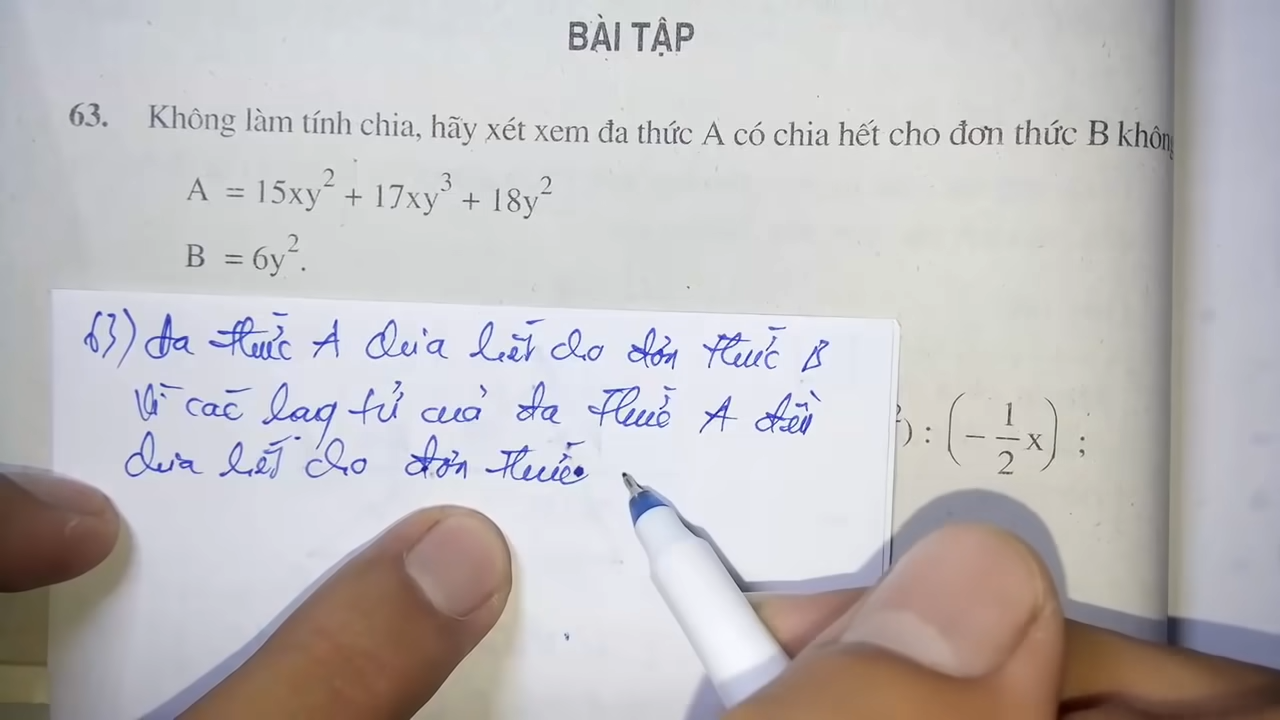 BÀI TẬP
63. Không làm tính chia, hãy xét xem đa thức A có chia hết cho đơn thức B khôn
A = 15xy² + 17xy³ + 18y²
B = 6y².
63) đa thức A chia hết cho đơn thức B
Vì các hạng tử của đa thức A đều
chia hết cho đơn thức
) : (-1/2x) ;